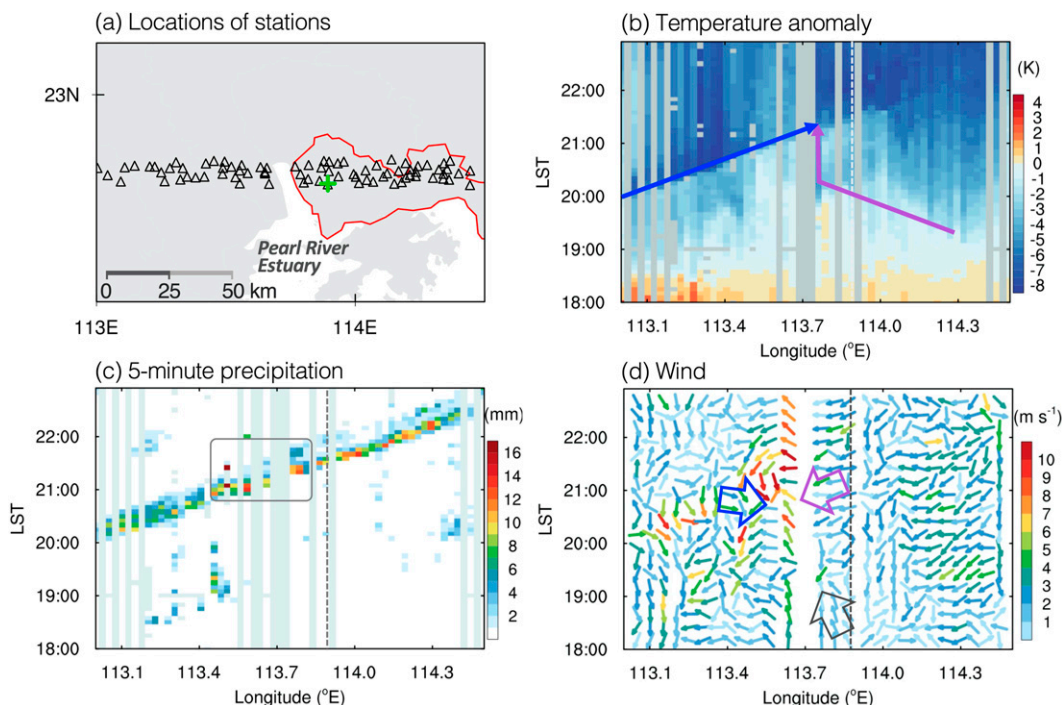 (a) Locations of stations
23N
Pearl River
Estuary
0 25 50 km
113E 114E
(b) Temperature anomaly
(K)
LST
22:00
21:00
20:00
19:00
18:00
4
3
2
1
0
-1
-2
-3
-4
-5
-6
-7
-8
113.1 113.4 113.7 114.0 114.3
Longitude (oE)
(c) 5-minute precipitation
(mm)
LST
22:00
21:00
20:00
19:00
18:00
16
14
12
10
8
6
4
2
113.1 113.4 113.7 114.0 114.3
Longitude (oE)
(d) Wind
(m s-1)
LST
22:00
21:00
20:00
19:00
18:00
10
9
8
7
6
5
4
3
2
1
113.1 113.4 113.7 114.0 114.3
Longitude (oE)